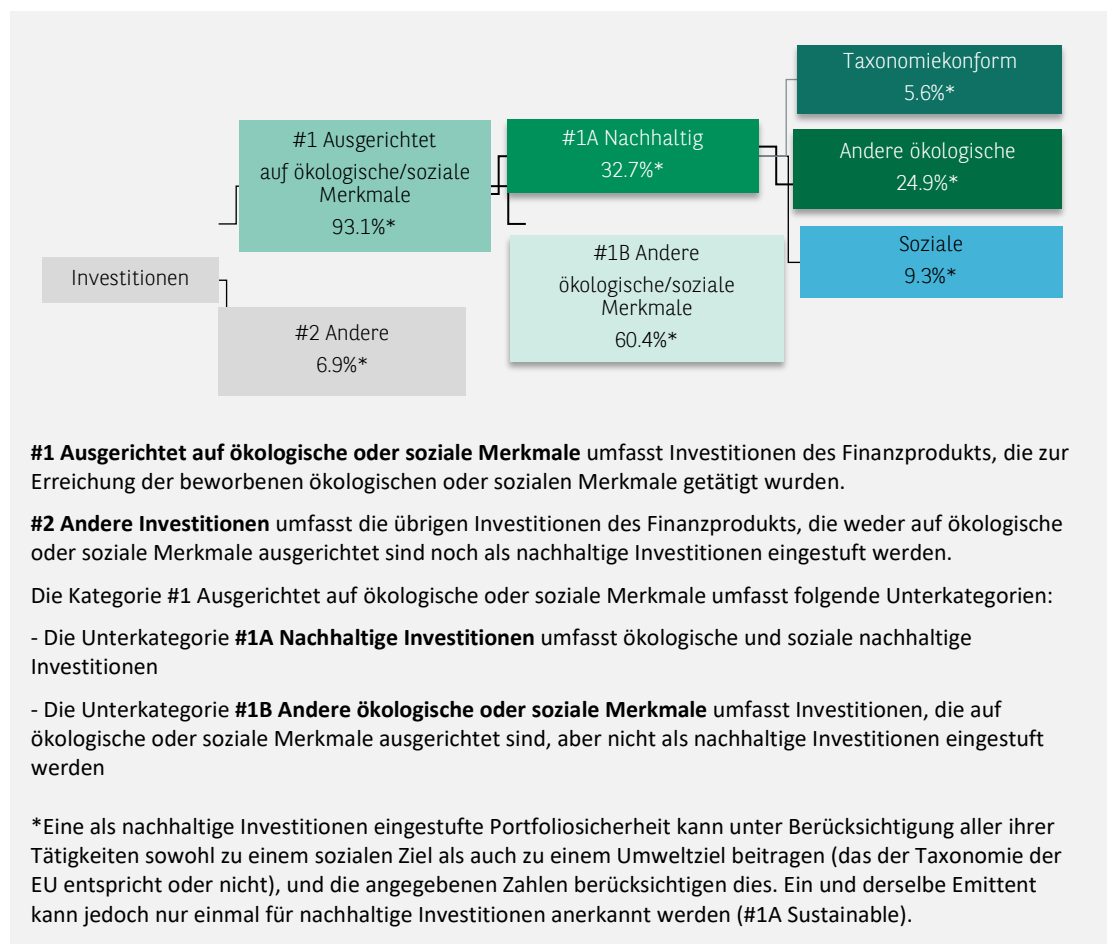 Investitionen
#1 Ausgerichtet
auf ökologische/soziale
Merkmale
93.1%*
#2 Andere
6.9%*
#1A Nachhaltig
32.7%*
#1B Andere
ökologische/soziale
Merkmale
60.4%*
Taxonomiekonform
5.6%*
Andere ökologische
24.9%*
Soziale
9.3%*
#1 Ausgerichtet auf ökologische oder soziale Merkmale umfasst Investitionen des Finanzprodukts, die zur
Erreichung der beworbenen ökologischen oder sozialen Merkmale getätigt wurden.
#2 Andere Investitionen umfasst die übrigen Investitionen des Finanzprodukts, die weder auf ökologische
oder soziale Merkmale ausgerichtet sind noch als nachhaltige Investitionen eingestuft werden.
Die Kategorie #1 Ausgerichtet auf ökologische oder soziale Merkmale umfasst folgende Unterkategorien:
- Die Unterkategorie #1A Nachhaltige Investitionen umfasst ökologische und soziale nachhaltige
Investitionen
- Die Unterkategorie #1B Andere ökologische oder soziale Merkmale umfasst Investitionen, die auf
ökologische oder soziale Merkmale ausgerichtet sind, aber nicht als nachhaltige Investitionen eingestuft
werden
*Eine als nachhaltige Investitionen eingestufte Portfoliosicherheit kann unter Berücksichtigung aller ihrer
Tätigkeiten sowohl zu einem sozialen Ziel als auch zu einem Umweltziel beitragen (das der Taxonomie der
EU entspricht oder nicht), und die angegebenen Zahlen berücksichtigen dies. Ein und derselbe Emittent
kann jedoch nur einmal für nachhaltige Investitionen anerkannt werden (#1A Sustainable).